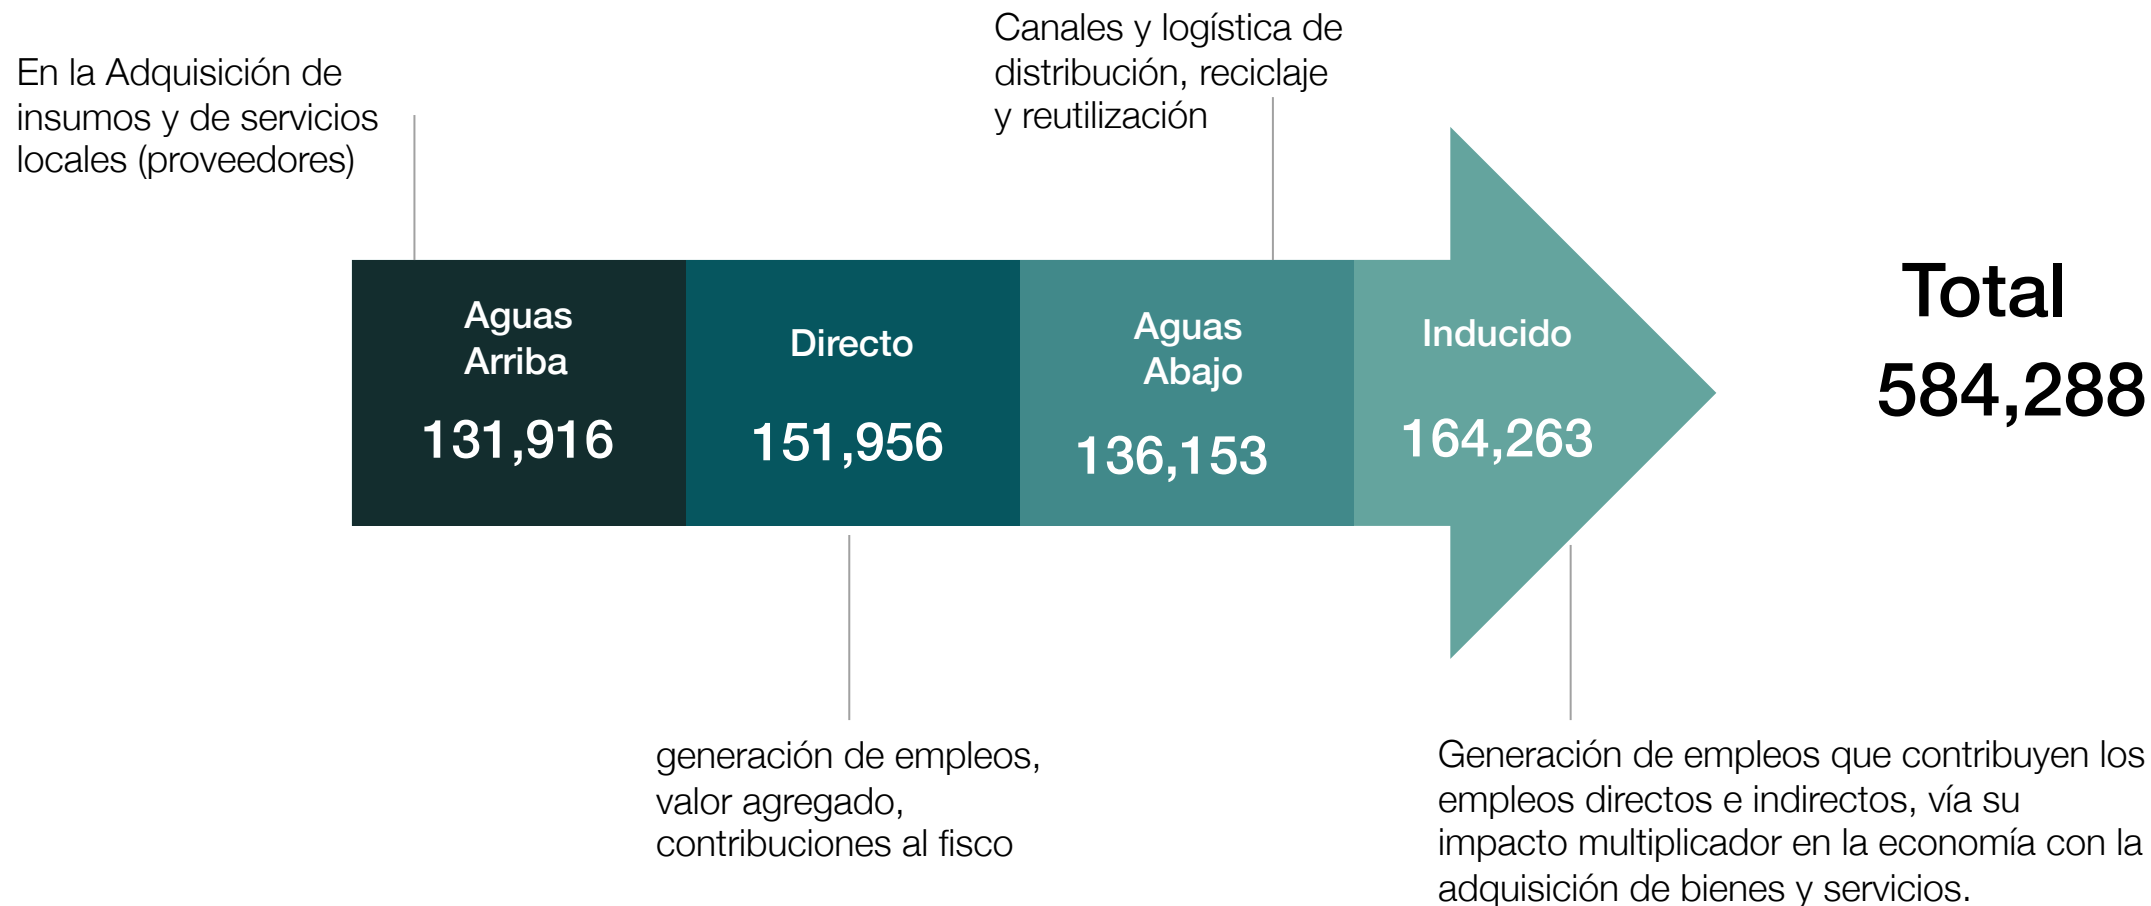 En la Adquisición de
insumos y de servicios
locales (proveedores)
Canales y logística de
distribución, reciclaje
y reutilización
Aguas
Arriba
131,916
Directo
151,956
Aguas
Abajo
136,153
Inducido
164,263
Total
584,288
generación de empleos,
valor agregado,
contribuciones al fisco
Generación de empleos que contribuyen los
empleos directos e indirectos, vía su
impacto multiplicador en la economía con la
adquisición de bienes y servicios.